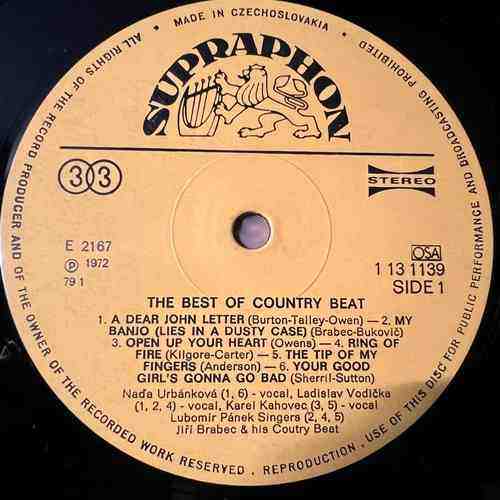 ALL RIGHTS OF THE RECORD PRODUCER AND OF THE OWNER OF THE RECORDED WORK RESERVED . REPRODUCTION . USE OF THIS DISC FOR PUBLIC PERFORMANCE AND BROADCASTING PROHIBITED
MADE IN CZECHOSLOVAKIA
SUPRAPHON
33
STEREO
E 2167
℗ 1972
79 1
OSA
1 13 1139
SIDE 1
THE BEST OF COUNTRY BEAT
1. A DEAR JOHN LETTER (Burton-Talley-Owen) — 2. MY
BANJO (LIES IN A DUSTY CASE) (Brabec-Bukovič)
3. OPEN UP YOUR HEART (Owens) — 4. RING OF
FIRE (Kilgore-Carter) — 5. THE TIP OF MY
FINGERS (Anderson) — 6. YOUR GOOD
GIRL'S GONNA GO BAD (Sherril-Sutton)
Naďa Urbánková (1, 6) - vocal, Ladislav Vodička
(1, 2, 4) - vocal, Karel Kahovec (3, 5) - vocal
Lubomír Pánek Singers (2, 4, 5)
Jiří Brabec & his Coutry Beat